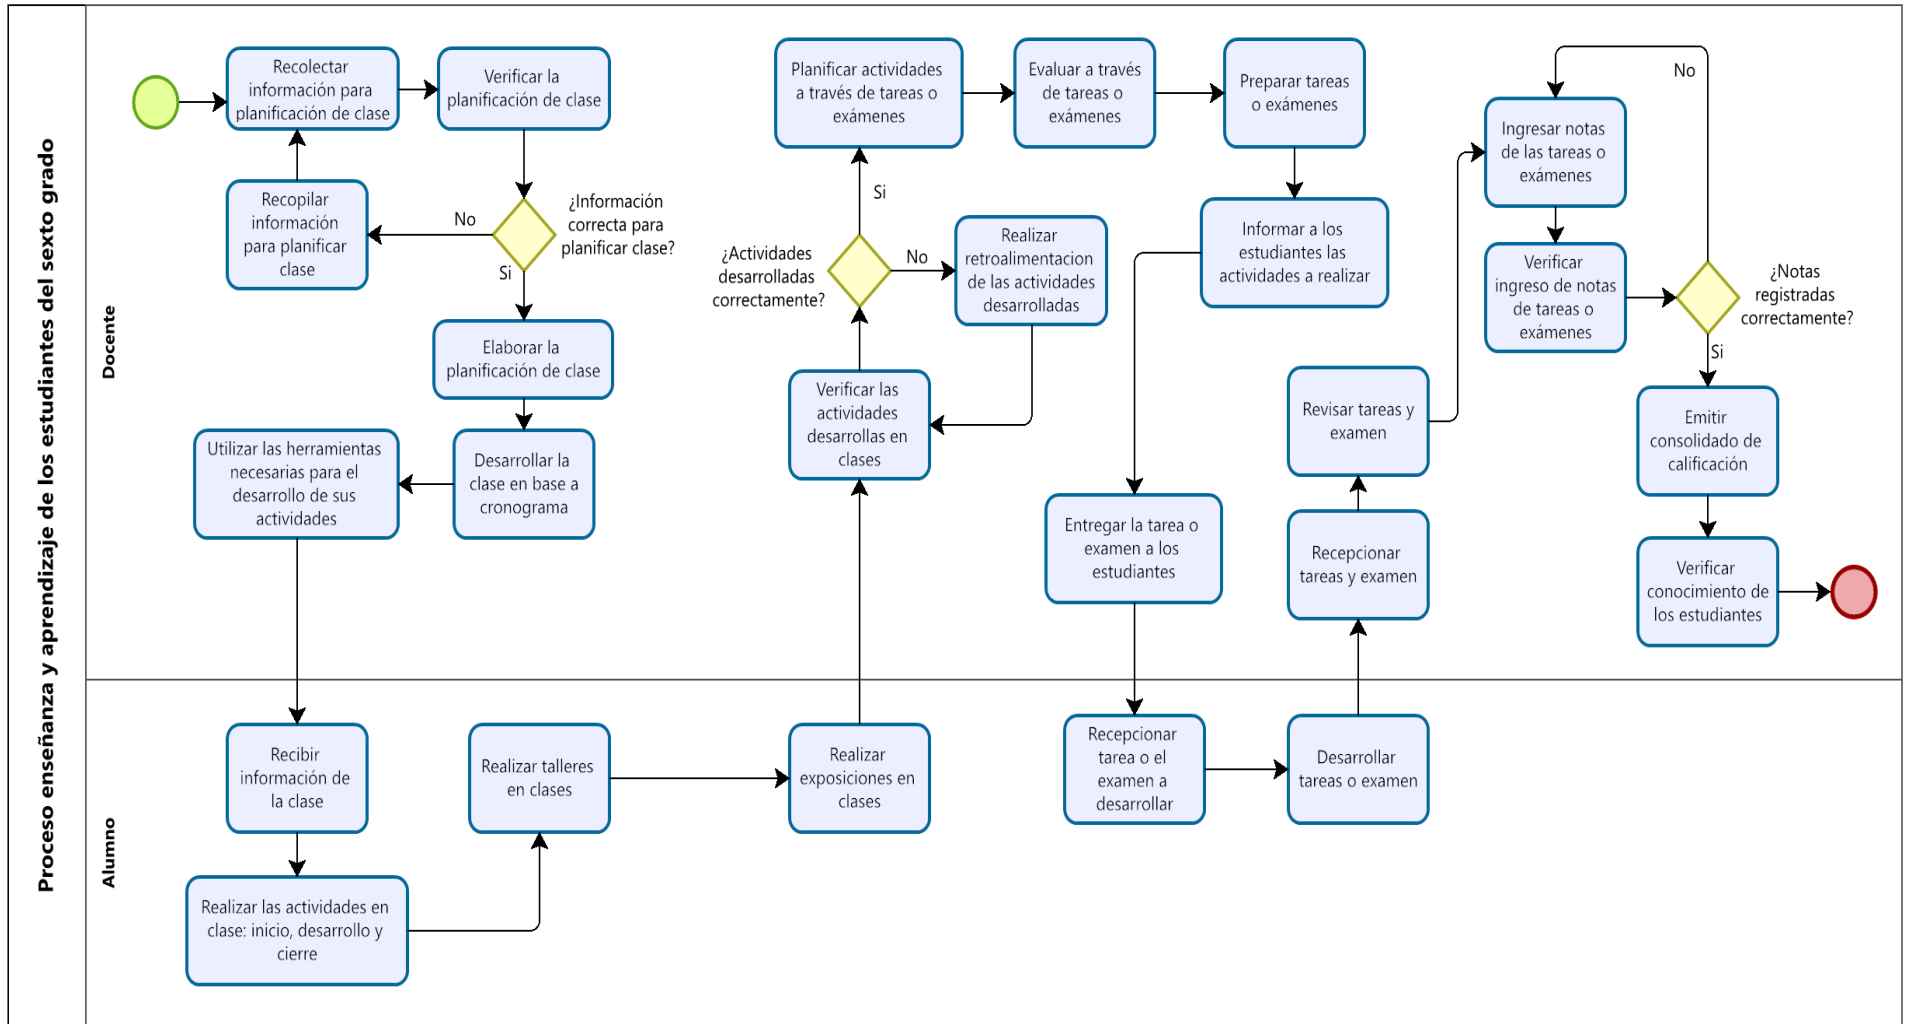 Proceso enseñanza y aprendizaje de los estudiantes del sexto grado
Docente
Recolectar
información para
planificación de clase
Verificar la
planificación de clase
Recopilar
información
para planificar
clase
No
¿Información
correcta para
planificar clase?
Si
Elaborar la
planificación de clase
Desarrollar la
clase en base a
cronograma
Utilizar las herramientas
necesarias para el
desarrollo de sus
actividades
Planificar actividades
a través de tareas o
exámenes
Evaluar a través
de tareas o
exámenes
Preparar tareas
o exámenes
Si
¿Actividades
desarrolladas
correctamente?
No
Realizar
retroalimentacion
de las actividades
desarrolladas
Verificar las
actividades
desarrollas en
clases
Informar a los
estudiantes las
actividades a realizar
Entregar la tarea o
examen a los
estudiantes
Revisar tareas y
examen
Recepcionar
tareas y examen
No
Ingresar notas
de las tareas o
exámenes
Verificar
ingreso de notas
de tareas o
exámenes
¿Notas
registradas
correctamente?
Si
Emitir
consolidado de
calificación
Verificar
conocimiento de
los estudiantes
Alumno
Recibir
información de
la clase
Realizar las actividades en
clase: inicio, desarrollo y
cierre
Realizar talleres
en clases
Realizar
exposiciones en
clases
Recepcionar
tarea o el
examen a
desarrollar
Desarrollar
tareas o examen